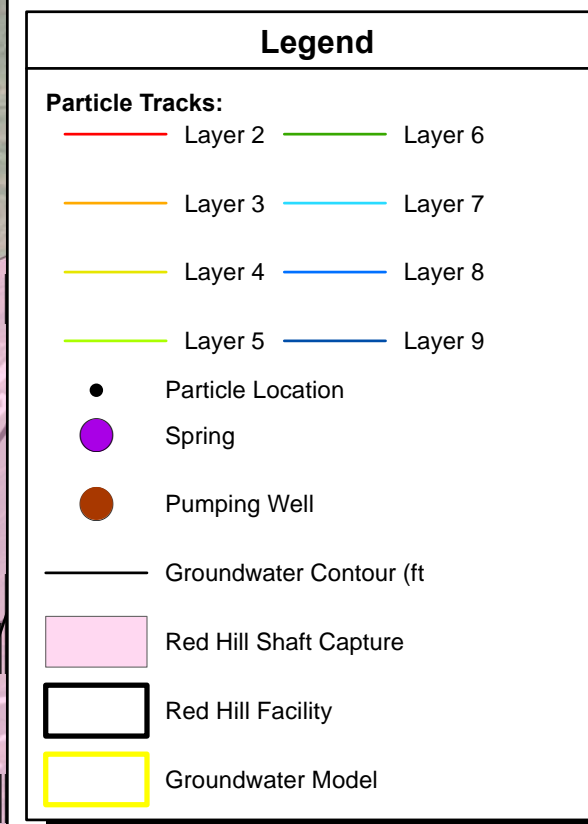 Legend
Particle Tracks:
Layer 2 Layer 6
Layer 3 Layer 7
Layer 4 Layer 8
Layer 5 Layer 9
Particle Location
Spring
Pumping Well
Groundwater Contour (ft
Red Hill Shaft Capture
Red Hill Facility
Groundwater Model